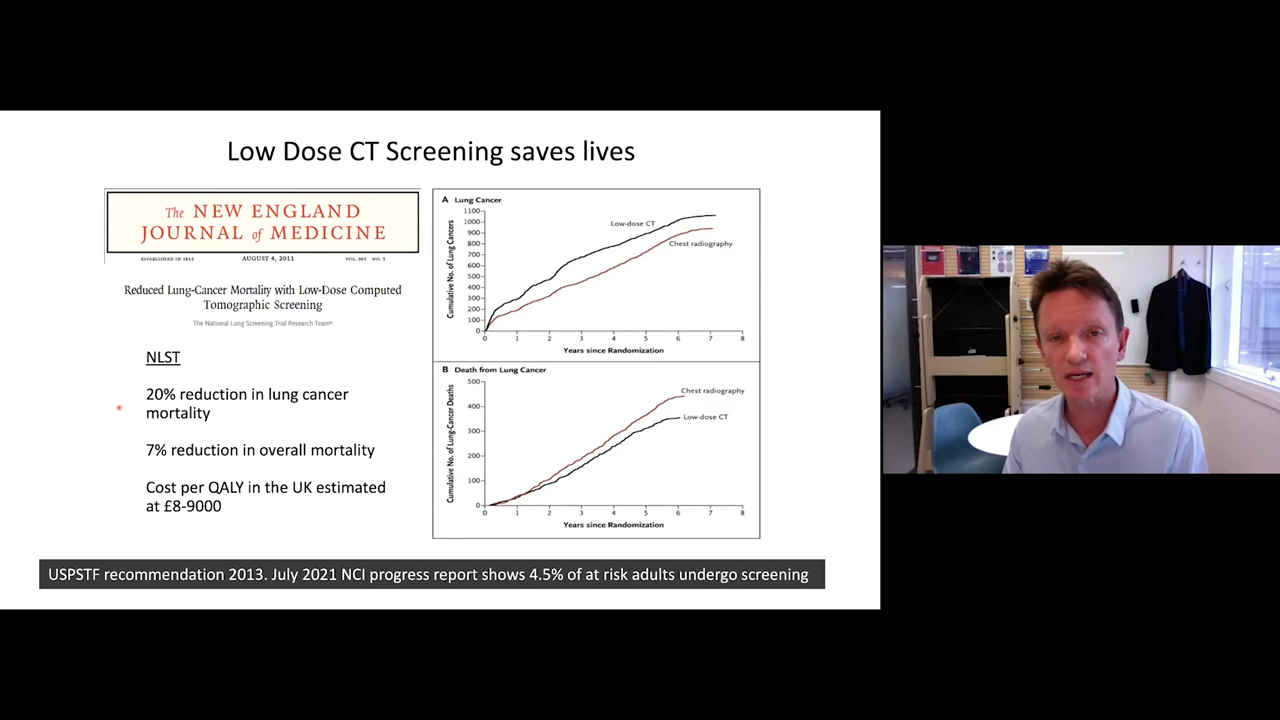 Low Dose CT Screening saves lives
The NEW ENGLAND
JOURNAL of MEDICINE
ESTABLISHED IN 1812
AUGUST 4, 2011
VOL. 365 NO. 5
Reduced Lung-Cancer Mortality with Low-Dose Computed
Tomographic Screening
The National Lung Screening Trial Research Team*
NLST
20% reduction in lung cancer
mortality
7% reduction in overall mortality
Cost per QALY in the UK estimated
at £8-9000
A Lung Cancer
Cumulative No. of Lung Cancers
1100
1000
900
800
700
600
500
400
300
200
100
0
Low-dose CT
Chest radiography
0 1 2 3 4 5 6 7 8
Years since Randomization
B Death from Lung Cancer
Cumulative No. of Lung-Cancer Deaths
500
400
300
200
100
0
Chest radiography
Low-dose CT
0 1 2 3 4 5 6 7 8
Years since Randomization
USPSTF recommendation 2013. July 2021 NCI progress report shows 4.5% of at risk adults undergo screening